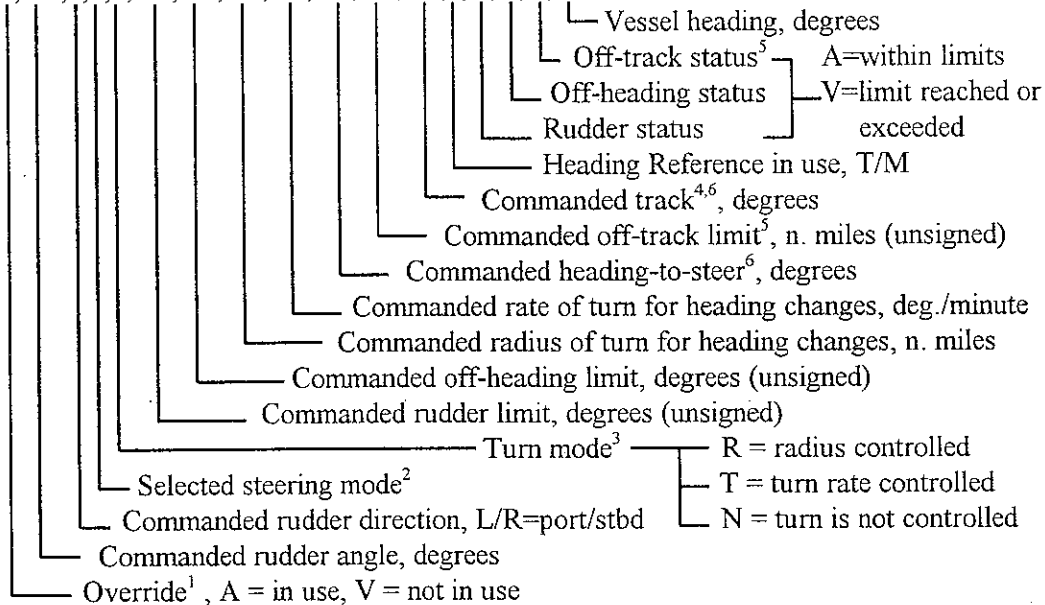 Vessel heading, degrees
Off-track status⁵ A=within limits
Off-heading status V=limit reached or
Rudder status exceeded
Heading Reference in use, T/M
Commanded track⁴,⁶, degrees
Commanded off-track limit⁵, n. miles (unsigned)
Commanded heading-to-steer⁶, degrees
Commanded rate of turn for heading changes, deg./minute
Commanded radius of turn for heading changes, n. miles
Commanded off-heading limit, degrees (unsigned)
Commanded rudder limit, degrees (unsigned)
Turn mode³ R = radius controlled
Selected steering mode² T = turn rate controlled
Commanded rudder direction, L/R=port/stbd N = turn is not controlled
Commanded rudder angle, degrees
Override¹ , A = in use, V = not in use